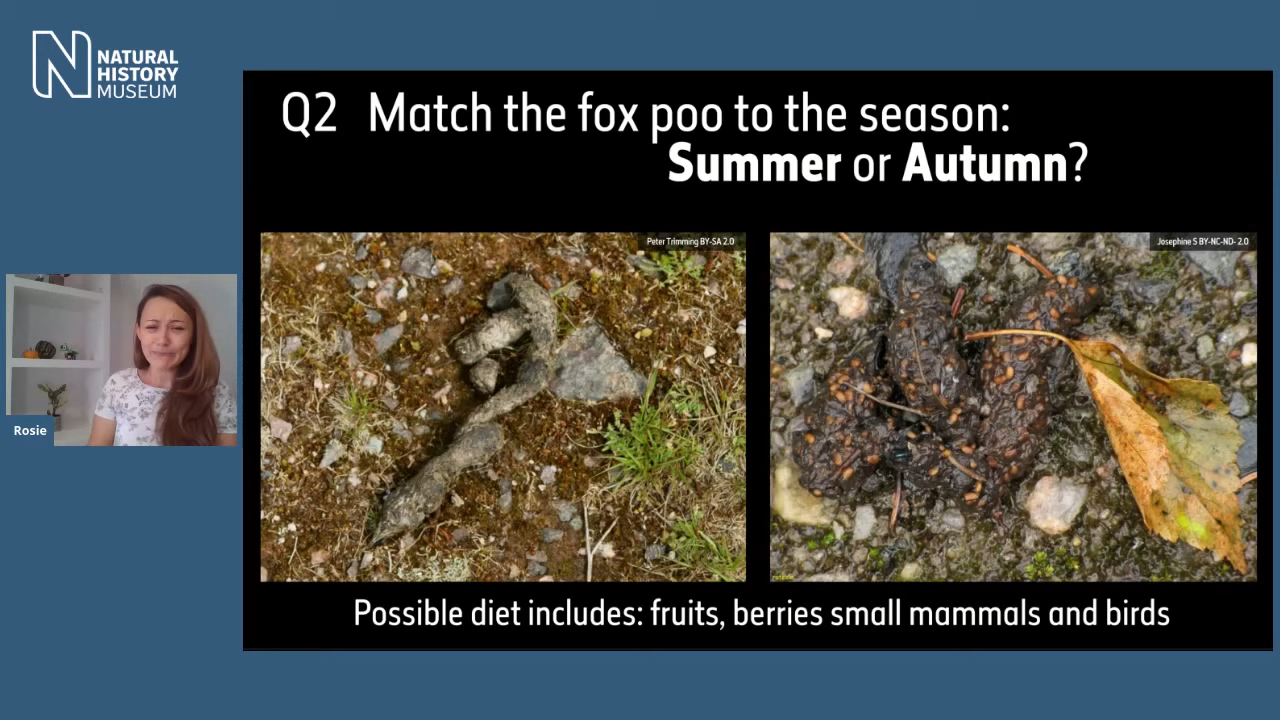 NATURAL
HISTORY
MUSEUM
Q2 Match the fox poo to the season:
Summer or Autumn?
Peter Trimming BY-SA 2.0
Josephine S BY-NC-ND- 2.0
Rosie
Possible diet includes: fruits, berries small mammals and birds